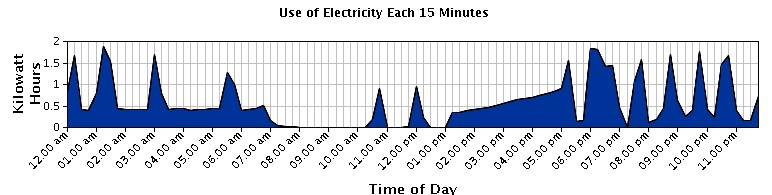 Use of Electricity Each 15 Minutes
Kilowatt
Hours
2
1.5
1
0.5
0
12:00 am
01:00 am
02:00 am
03:00 am
04:00 am
05:00 am
06:00 am
07:00 am
08:00 am
09:00 am
10:00 am
11:00 am
12:00 pm
01:00 pm
02:00 pm
03:00 pm
04:00 pm
05:00 pm
06:00 pm
07:00 pm
08:00 pm
09:00 pm
10:00 pm
11:00 pm
Time of Day